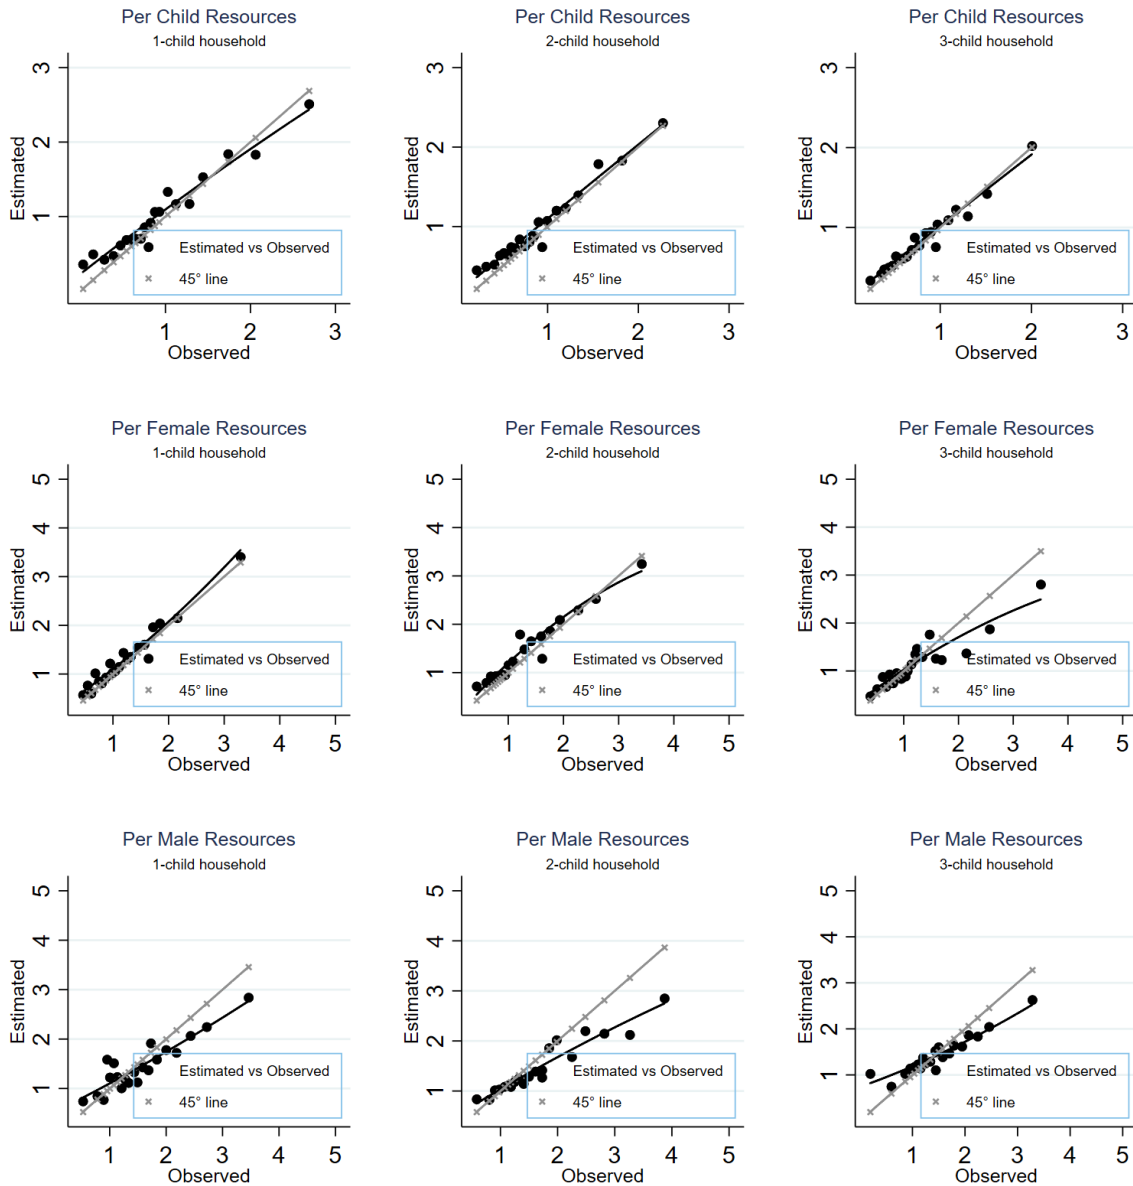 Per Child Resources
1-child household
Estimated
3
2
1
Estimated vs Observed
45° line
1 2 3
Observed
Per Child Resources
2-child household
Estimated
3
2
1
Estimated vs Observed
45° line
1 2 3
Observed
Per Child Resources
3-child household
Estimated
3
2
1
Estimated vs Observed
45° line
1 2 3
Observed
Per Female Resources
1-child household
Estimated
5
4
3
2
1
Estimated vs Observed
45° line
1 2 3 4 5
Observed
Per Female Resources
2-child household
Estimated
5
4
3
2
1
Estimated vs Observed
45° line
1 2 3 4 5
Observed
Per Female Resources
3-child household
Estimated
5
4
3
2
1
Estimated vs Observed
45° line
1 2 3 4 5
Observed
Per Male Resources
1-child household
Estimated
5
4
3
2
1
Estimated vs Observed
45° line
1 2 3 4 5
Observed
Per Male Resources
2-child household
Estimated
5
4
3
2
1
Estimated vs Observed
45° line
1 2 3 4 5
Observed
Per Male Resources
3-child household
Estimated
5
4
3
2
1
Estimated vs Observed
45° line
1 2 3 4 5
Observed